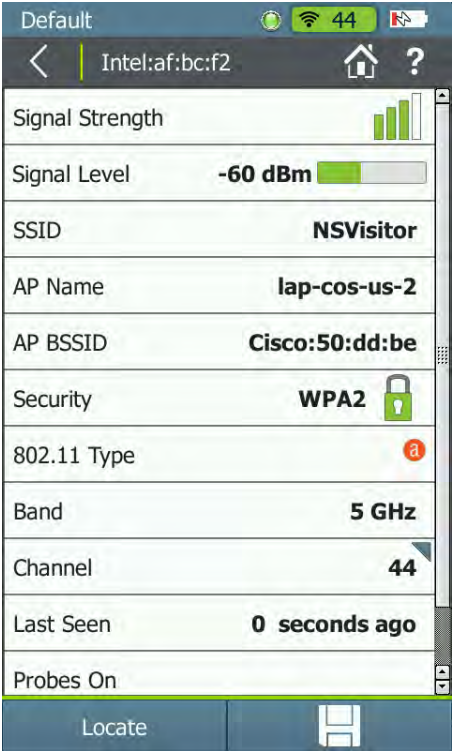 Default 44
Intel:af:bc:f2 ?
Signal Strength
Signal Level -60 dBm
SSID NSVisitor
AP Name lap-cos-us-2
AP BSSID Cisco:50:dd:be
Security WPA2
802.11 Type a
Band 5 GHz
Channel 44
Last Seen 0 seconds ago
Probes On
Locate